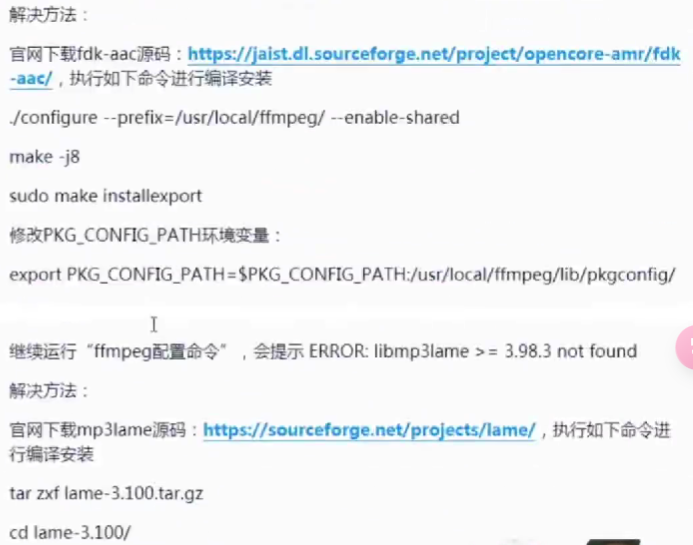 解决方法：
官网下载fdk-aac源码：https://jaist.dl.sourceforge.net/project/opencore-amr/fdk
-aac/，执行如下命令进行编译安装
./configure --prefix=/usr/local/ffmpeg/ --enable-shared
make -j8
sudo make installexport
修改PKG_CONFIG_PATH环境变量：
export PKG_CONFIG_PATH=$PKG_CONFIG_PATH:/usr/local/ffmpeg/lib/pkgconfig/
继续运行“ffmpeg配置命令”，会提示 ERROR: libmp3lame >= 3.98.3 not found
解决方法：
官网下载mp3lame源码：https://sourceforge.net/projects/lame/，执行如下命令进
行编译安装
tar zxf lame-3.100.tar.gz
cd lame-3.100/